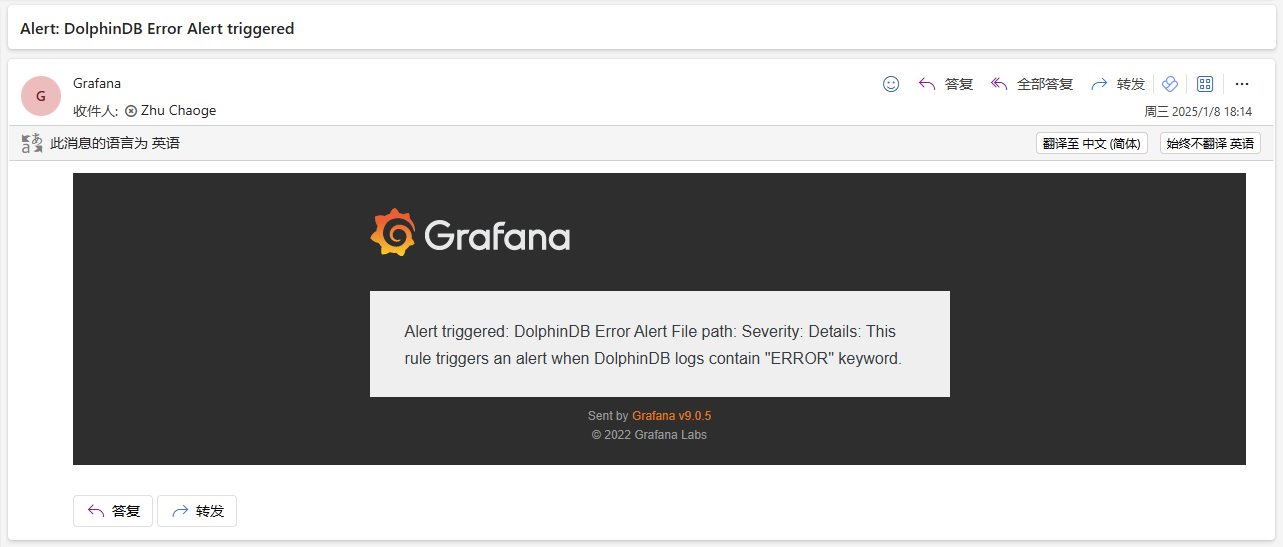 Alert: DolphinDB Error Alert triggered
G
Grafana
答复
全部答复
转发
收件人: Zhu Chaoge
周三 2025/1/8 18:14
此消息的语言为 英语
翻译至 中文 (简体)
始终不翻译 英语
Grafana
Alert triggered: DolphinDB Error Alert File path: Severity: Details: This
rule triggers an alert when DolphinDB logs contain "ERROR" keyword.
Sent by Grafana v9.0.5
© 2022 Grafana Labs
答复
转发